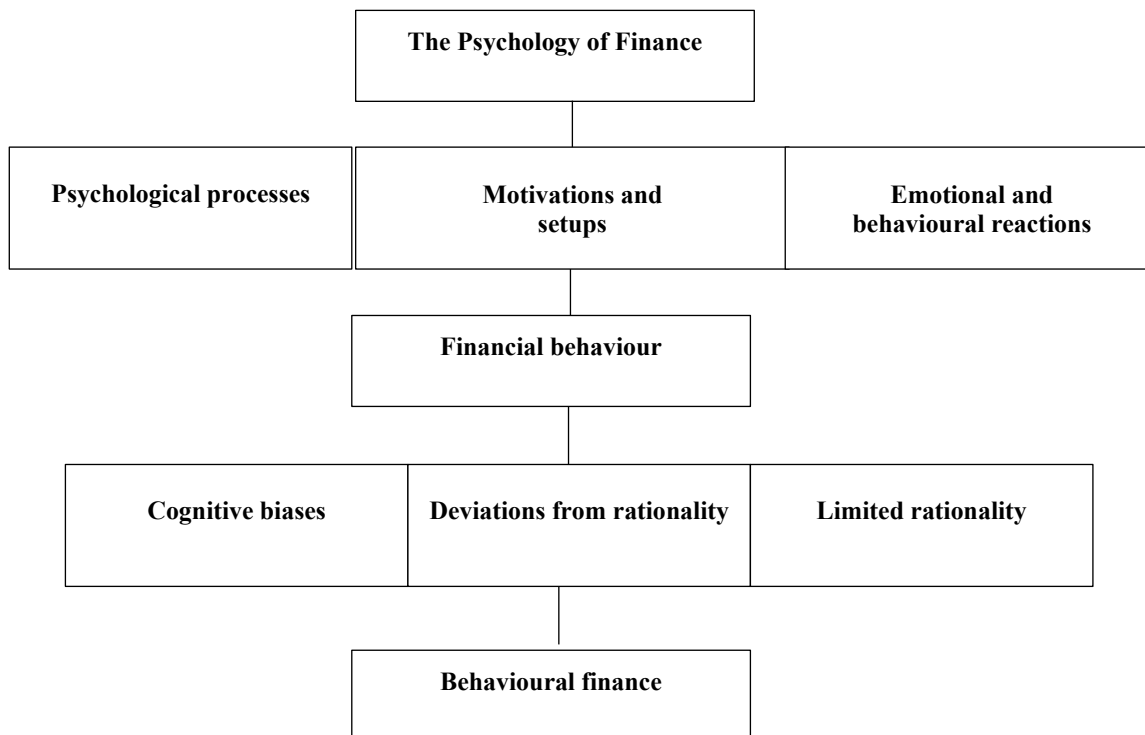 The Psychology of Finance
Psychological processes
Motivations and
setups
Emotional and
behavioural reactions
Financial behaviour
Cognitive biases
Deviations from rationality
Limited rationality
Behavioural finance